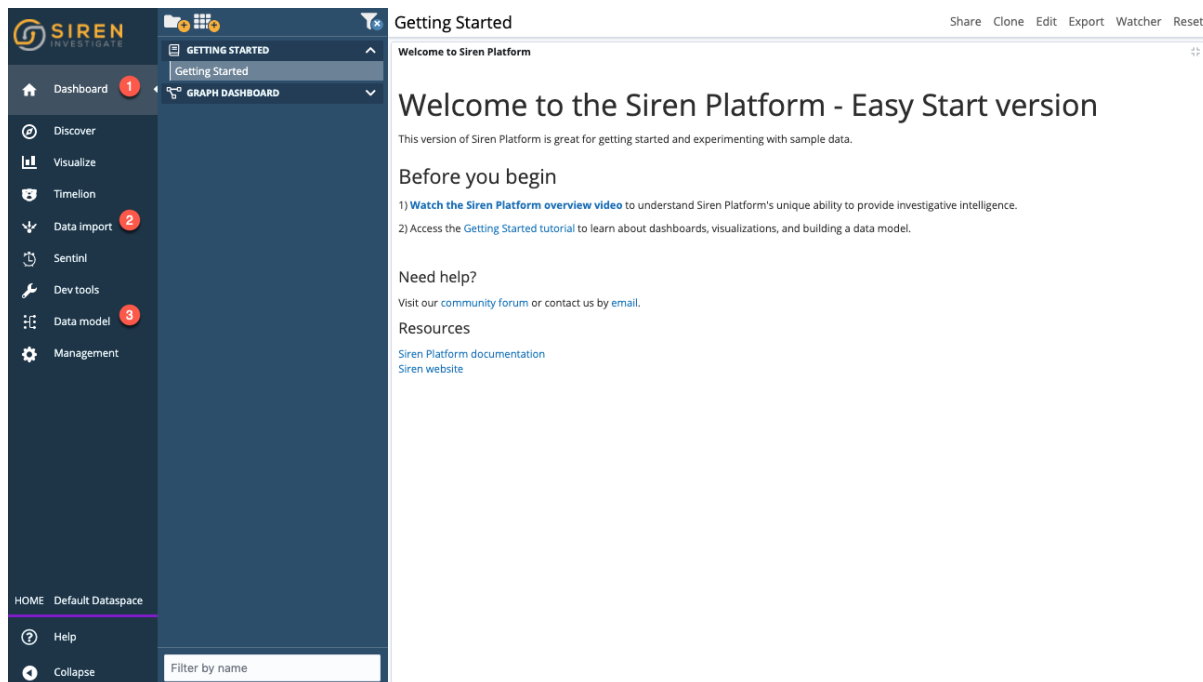 SIREN
INVESTIGATE
Dashboard 1
Discover
Visualize
Timelion
Data import 2
Sentinl
Dev tools
Data model 3
Management
HOME Default Dataspace
Help
Collapse
GETTING STARTED
Getting Started
GRAPH DASHBOARD
Filter by name
Getting Started
Share Clone Edit Export Watcher Reset
Welcome to Siren Platform
Welcome to the Siren Platform - Easy Start version
This version of Siren Platform is great for getting started and experimenting with sample data.
Before you begin
1) Watch the Siren Platform overview video to understand Siren Platform's unique ability to provide investigative intelligence.
2) Access the Getting Started tutorial to learn about dashboards, visualizations, and building a data model.
Need help?
Visit our community forum or contact us by email.
Resources
Siren Platform documentation
Siren website